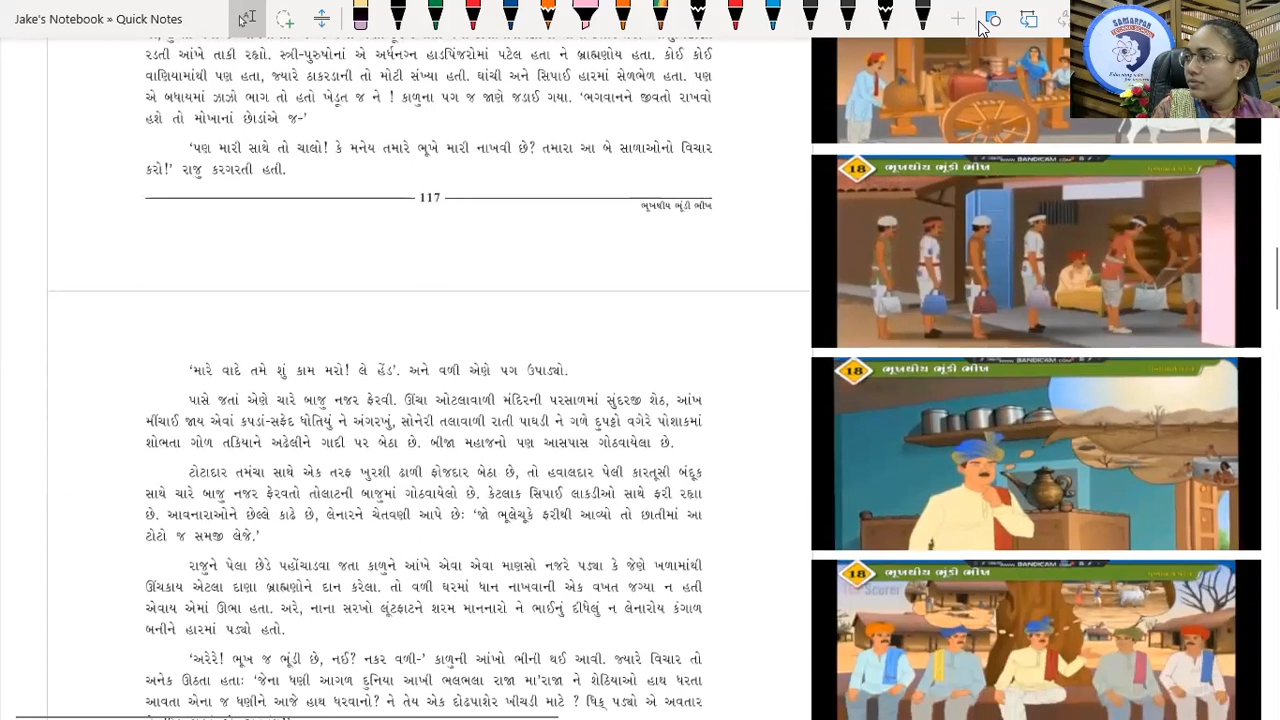 Jake's Notebook » Quick Notes
રડતી આંખે તાકી રહ્યો. સ્ત્રી-પુરુષોનાં એ અર્ધનગ્ન હાડપિંજરોમાં પટેલ હતા ને બ્રાહ્મણોય હતા. કોઈ કોઈ
વાણિયામાંથી પણ હતા, જ્યારે ઠાકરડાની તો મોટી સંખ્યા હતી. ઘાંચી અને સિપાઈ હારમાં સેળભેળ હતા. પણ
એ બધાયમાં ઝાઝો ભાગ તો હતો ખેડૂત જ ને ! કાળુના પગ જ જાણે જડાઈ ગયા. ‘ભગવાનને જીવતો રાખવા
હશે તો મોખાનાં છોડાંએ જ-’
‘પણ મારી સાથે તો ચાલો! કે મનેય તમારે ભૂખે મારી નાખવી છે? તમારા આ બે સાળાઓનો વિચાર
કરો!’ રાજુ કરગરતી હતી.
117
ભૂખથીય ભૂંડી ભીખ
‘મારે વાદે તમે શું કામ મરો! લે હેંડ’. અને વળી એણે પગ ઉપાડ્યો.
પાસે જતાં એણે ચારે બાજુ નજર ફેરવી. ઊંચા ઓટલાવાળી મંદિરની પરસાળમાં સુંદરજી શેઠ, આંખ
મીંચાઈ જાય એવાં કપડાં-સફેદ ધોતિયું ને અંગરખું, સોનેરી તલાવાળી રાતી પાઘડી ને ગળે દુપટ્ટો વગેરે પોશાકમાં
શોભતા ગોળ તકિયાને અઢેલીને ગાદી પર બેઠા છે. બીજા મહાજનો પણ આસપાસ ગોઠવાયેલા છે.
ટોટાદાર તમંચા સાથે એક તરફ ખુરશી ઢાળી ફોજદાર બેઠા છે, તો હવાલદાર પેલી કારતૂસી બંદૂક
સાથે ચારે બાજુ નજર ફેરવતો તોલાટની બાજુમાં ગોઠવાયેલો છે. કેટલાક સિપાઈ લાકડીઓ સાથે ફરી રહ્યા
છે. આવનારાઓને છેલ્લે કાઢે છે, લેનારને ચેતવણી આપે છેઃ ‘જો ભૂલેચૂકે ફરીથી આવ્યો તો છાતીમાં આ
ટોટો જ સમજી લેજે.’
રાજુને પેલા છેડે પહોંચાડવા જતા કાળુને આંખે એવા એવા માણસો નજરે પડ્યા કે જેણે ખળામાંથી
ઊંચકાય એટલા દાણા બ્રાહ્મણોને દાન કરેલા. તો વળી ઘરમાં ધાન નાખવાની એક વખત જગ્યા ન હતી
એવાય એમાં ઊભા હતા. અરે, નાના સરખો લૂંટફાટને શરમ માનનારો ને ભાઈનું દીધેલું ન લેનારોય કંગાળ
બનીને હારમાં પડ્યો હતો.
‘અરેરે! ભૂખ જ ભૂંડી છે, નઈ? નકર વળી-’ કાળુની આંખો ભીની થઈ આવી. જ્યારે વિચાર તો
અનેક ઊઠતા હતાઃ ‘જેના ધણી આગળ દુનિયા આખી ભલભલા રાજા મા'રાજા ને શેઠિયાઓ હાથ ધરતા
આવતા એના જ ધણીને આજે હાથ ધરવાનો? ને તેય એક દોઢપાશેર ખીચડી માટે ? ધિક્ પડ્યો એ અવતાર
SAMARPAN
18
ભૂખથીય ભૂંડી ભીખ
WWW.BANDICAM.COM
18
ભૂખથીય ભૂંડી ભીખ
BANDICAM
18
ભૂખથીય ભૂંડી ભીખ
BANDICAM